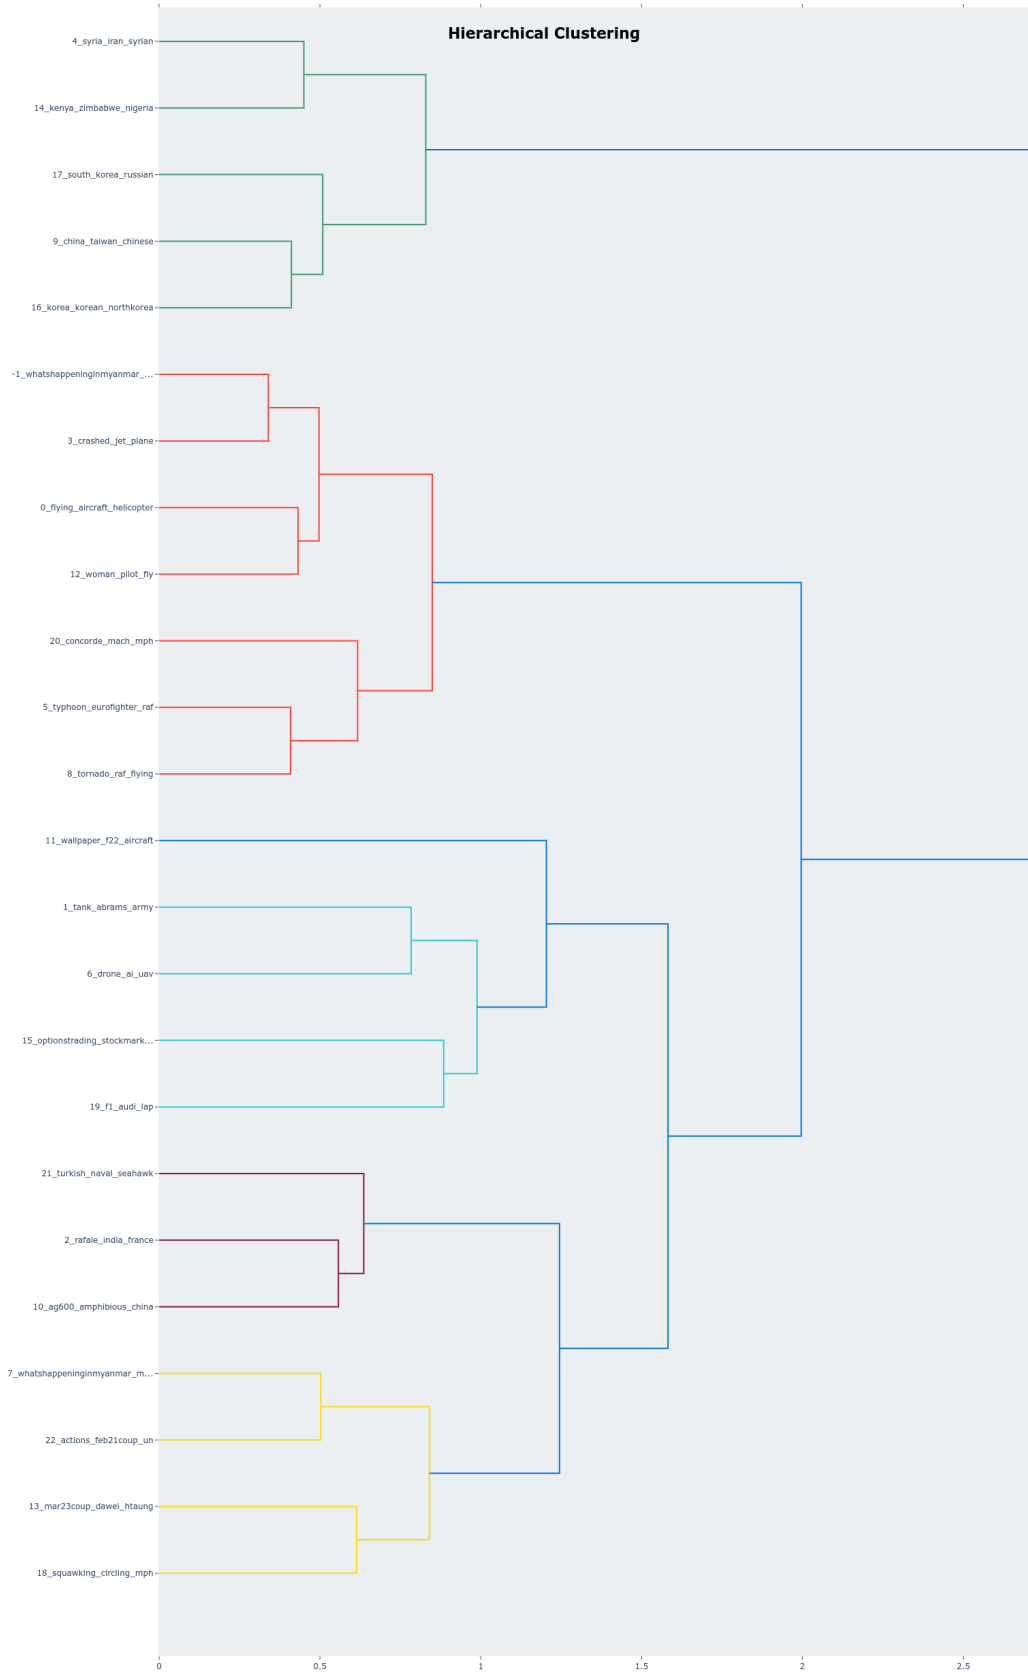 Hierarchical Clustering
4_syria_iran_syrian
14_kenya_zimbabwe_nigeria
17_south_korea_russian
9_china_taiwan_chinese
16_korea_korean_northkorea
-1_whatshappeninginmyanmar_...
3_crashed_jet_plane
0_flying_aircraft_helicopter
12_woman_pilot_fly
20_concorde_mach_mph
5_typhoon_eurofighter_raf
8_tornado_raf_flying
11_wallpaper_f22_aircraft
1_tank_abrams_army
6_drone_ai_uav
15_optionstrading_stockmark...
19_f1_audi_lap
21_turkish_naval_seahawk
2_rafale_india_france
10_ag600_amphibious_china
7_whatshappeninginmyanmar_m...
22_actions_feb21coup_un
13_mar23coup_dawei_htaung
18_squawking_circling_mph
0 0.5 1 1.5 2 2.5